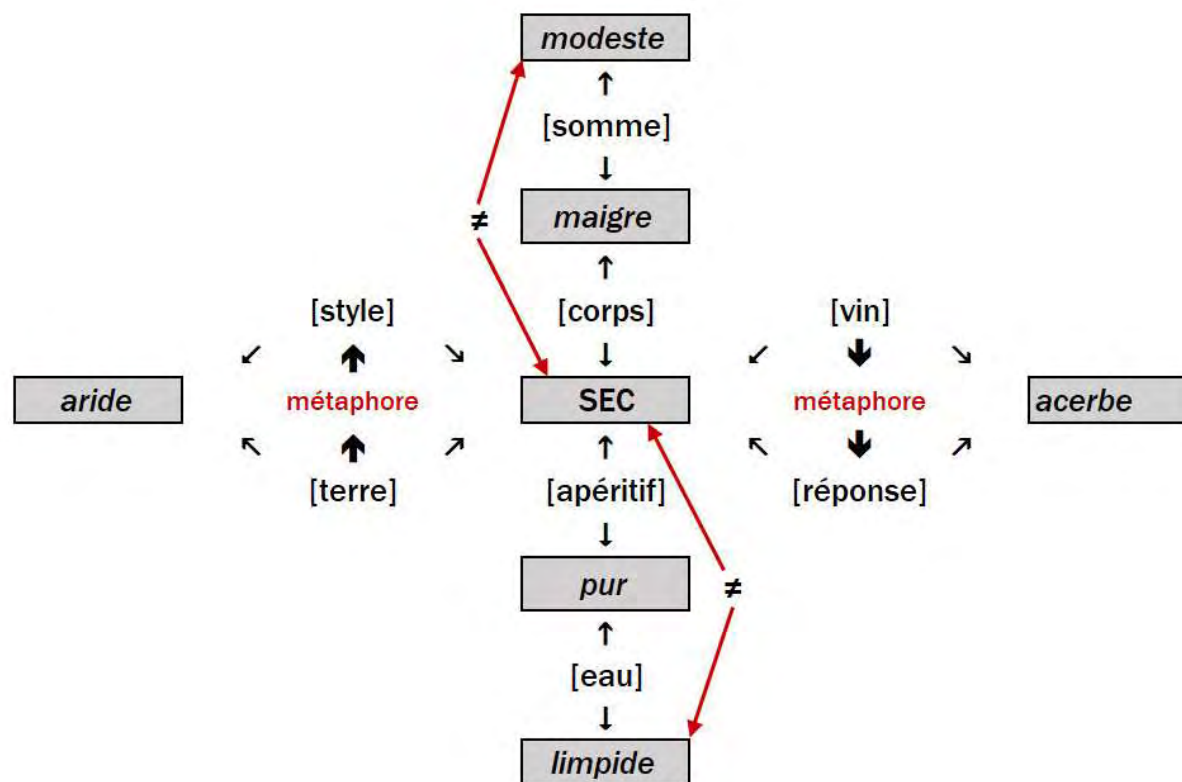 modeste
[somme]
maigre
≠
[style] [corps] [vin]
aride métaphore SEC métaphore acerbe
[terre] [apéritif] [réponse]
pur
≠
[eau]
limpide